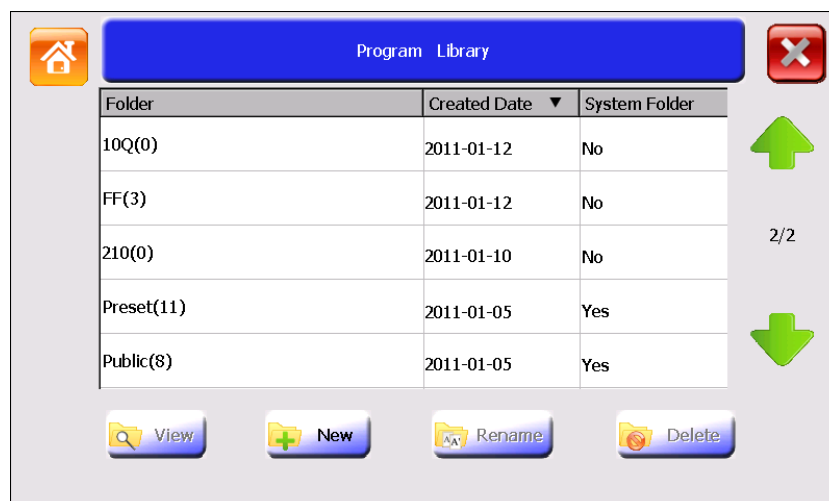 Program Library
Folder Created Date ▼ System Folder
10Q(0) 2011-01-12 No
FF(3) 2011-01-12 No
2/2
210(0) 2011-01-10 No
Preset(11) 2011-01-05 Yes
Public(8) 2011-01-05 Yes
View New Rename Delete